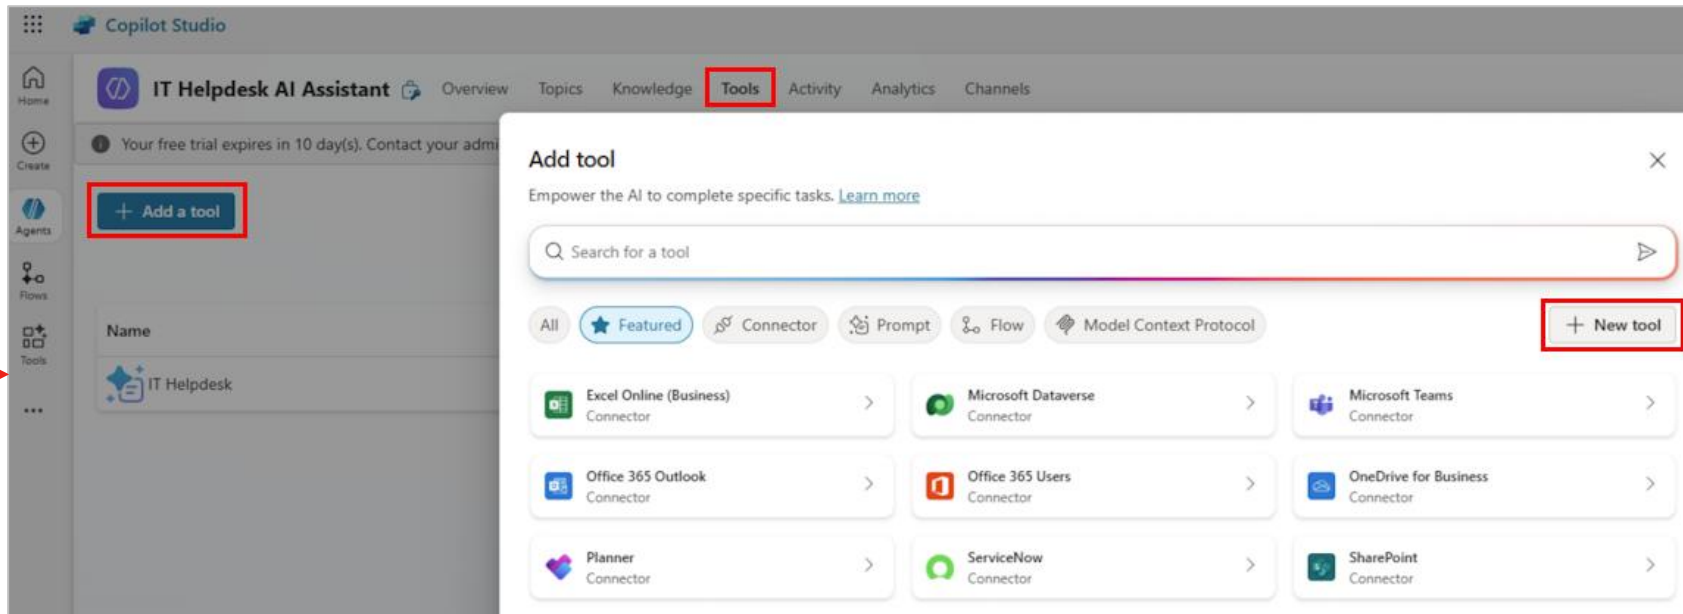 Copilot Studio
Home
Create
Agents
Flows
Tools
IT Helpdesk AI Assistant
Overview Topics Knowledge Tools Activity Analytics Channels
Your free trial expires in 10 day(s). Contact your admi
+ Add a tool
Name
IT Helpdesk
Add tool
Empower the AI to complete specific tasks. Learn more
Search for a tool
All Featured Connector Prompt Flow Model Context Protocol
+ New tool
Excel Online (Business)
Connector
Microsoft Dataverse
Connector
Microsoft Teams
Connector
Office 365 Outlook
Connector
Office 365 Users
Connector
OneDrive for Business
Connector
Planner
Connector
ServiceNow
Connector
SharePoint
Connector